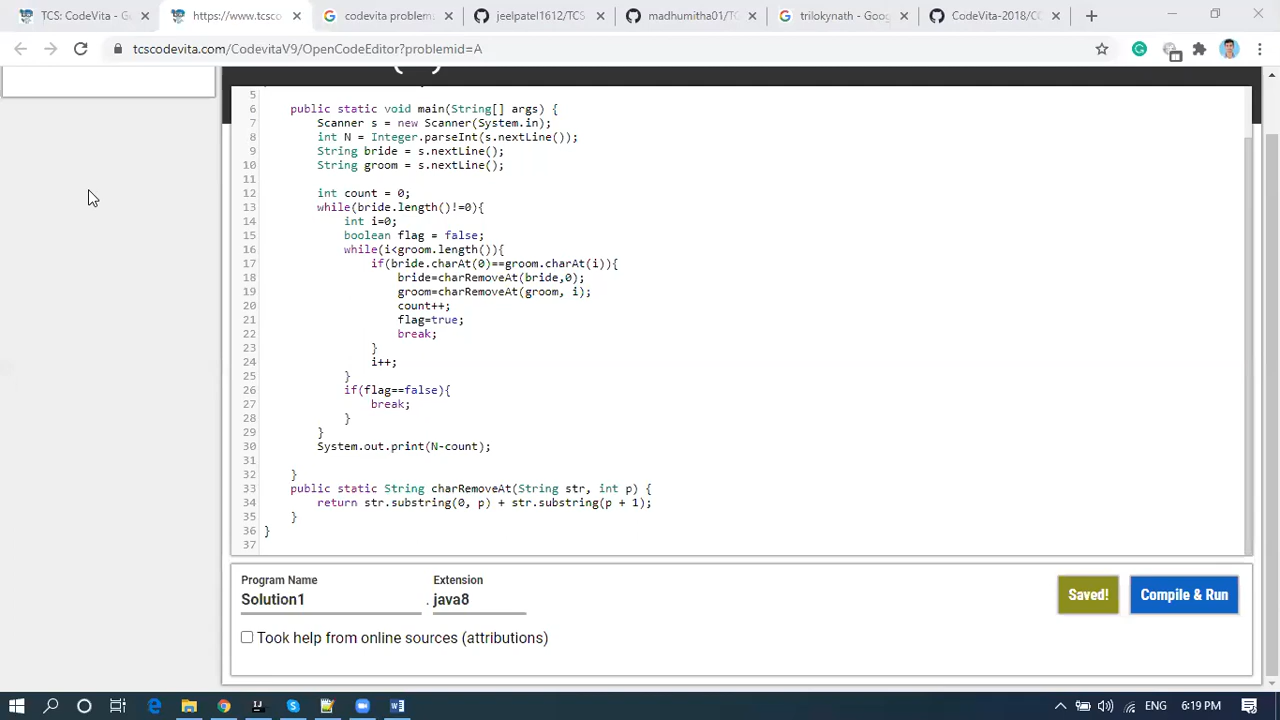 TCS: CodeVita - G
https://www.tcsco
codevita problem
jeelpatel1612/TCS
madhumitha01/TC
trilokynath - Goog
CodeVita-2018/CC
tcscodevita.com/CodevitaV9/OpenCodeEditor?problemid=A
5
6 public static void main(String[] args) {
7 Scanner s = new Scanner(System.in);
8 int N = Integer.parseInt(s.nextLine());
9 String bride = s.nextLine();
10 String groom = s.nextLine();
11
12 int count = 0;
13 while(bride.length()!=0){
14 int i=0;
15 boolean flag = false;
16 while(i<groom.length()){
17 if(bride.charAt(0)==groom.charAt(i)){
18 bride=charRemoveAt(bride,0);
19 groom=charRemoveAt(groom, i);
20 count++;
21 flag=true;
22 break;
23 }
24 i++;
25 }
26 if(flag==false){
27 break;
28 }
29 }
30 System.out.print(N-count);
31
32 }
33 public static String charRemoveAt(String str, int p) {
34 return str.substring(0, p) + str.substring(p + 1);
35 }
36 }
37
Program Name Extension
Solution1 . java8
Saved! Compile & Run
Took help from online sources (attributions)
ENG 6:19 PM